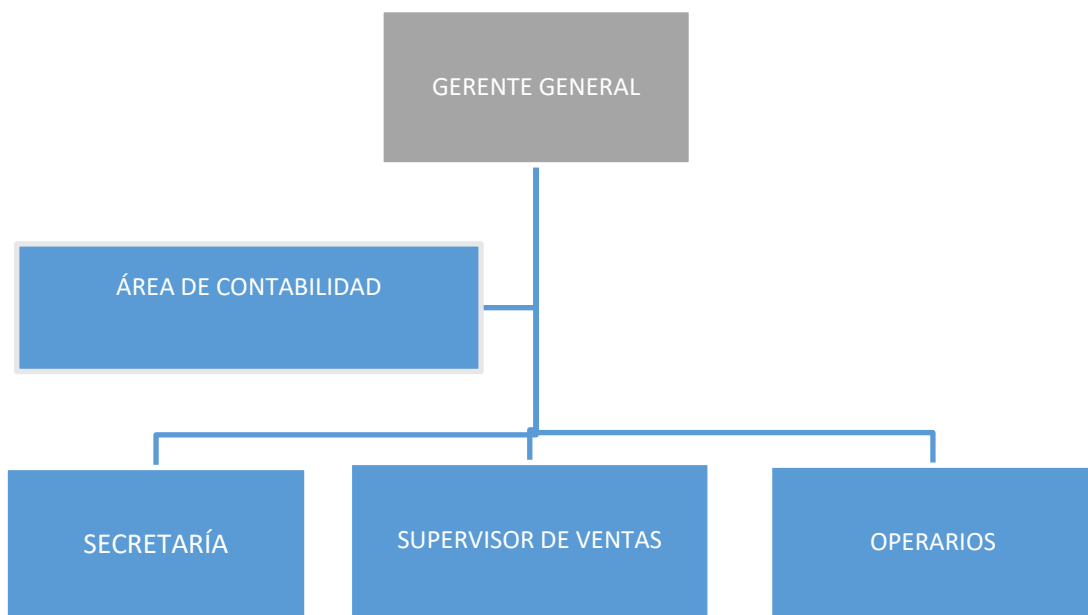 GERENTE GENERAL
ÁREA DE CONTABILIDAD
SECRETARÍA
SUPERVISOR DE VENTAS
OPERARIOS